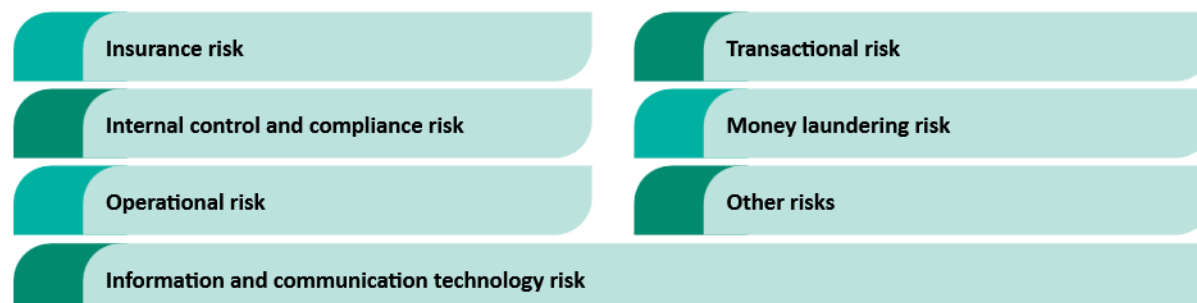 Insurance risk
Transactional risk
Internal control and compliance risk
Money laundering risk
Operational risk
Other risks
Information and communication technology risk